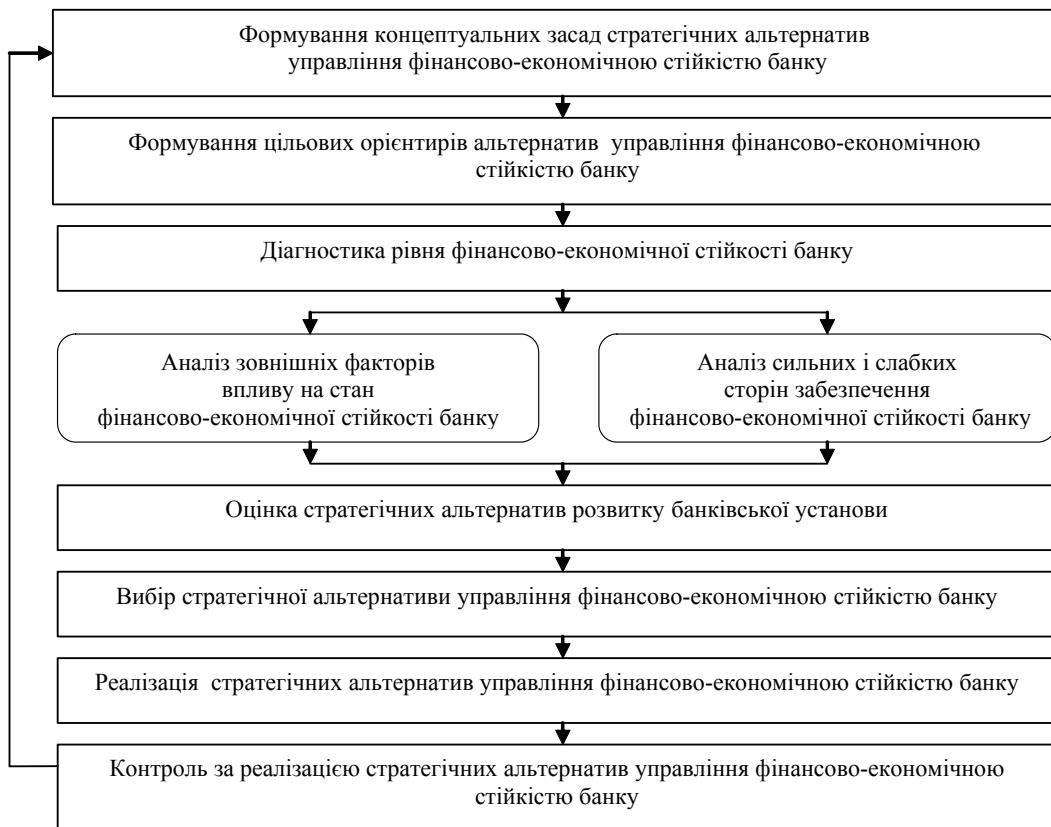 Формування концептуальних засад стратегічних альтернатив
управління фінансово-економічною стійкістю банку
Формування цільових орієнтирів альтернатив управління фінансово-економічною
стійкістю банку
Діагностика рівня фінансово-економічної стійкості банку
Аналіз зовнішніх факторів
впливу на стан
фінансово-економічної стійкості банку
Аналіз сильних і слабких
сторін забезпечення
фінансово-економічної стійкості банку
Оцінка стратегічних альтернатив розвитку банківської установи
Вибір стратегічної альтернативи управління фінансово-економічною стійкістю банку
Реалізація стратегічних альтернатив управління фінансово-економічною стійкістю банку
Контроль за реалізацією стратегічних альтернатив управління фінансово-економічною
стійкістю банку